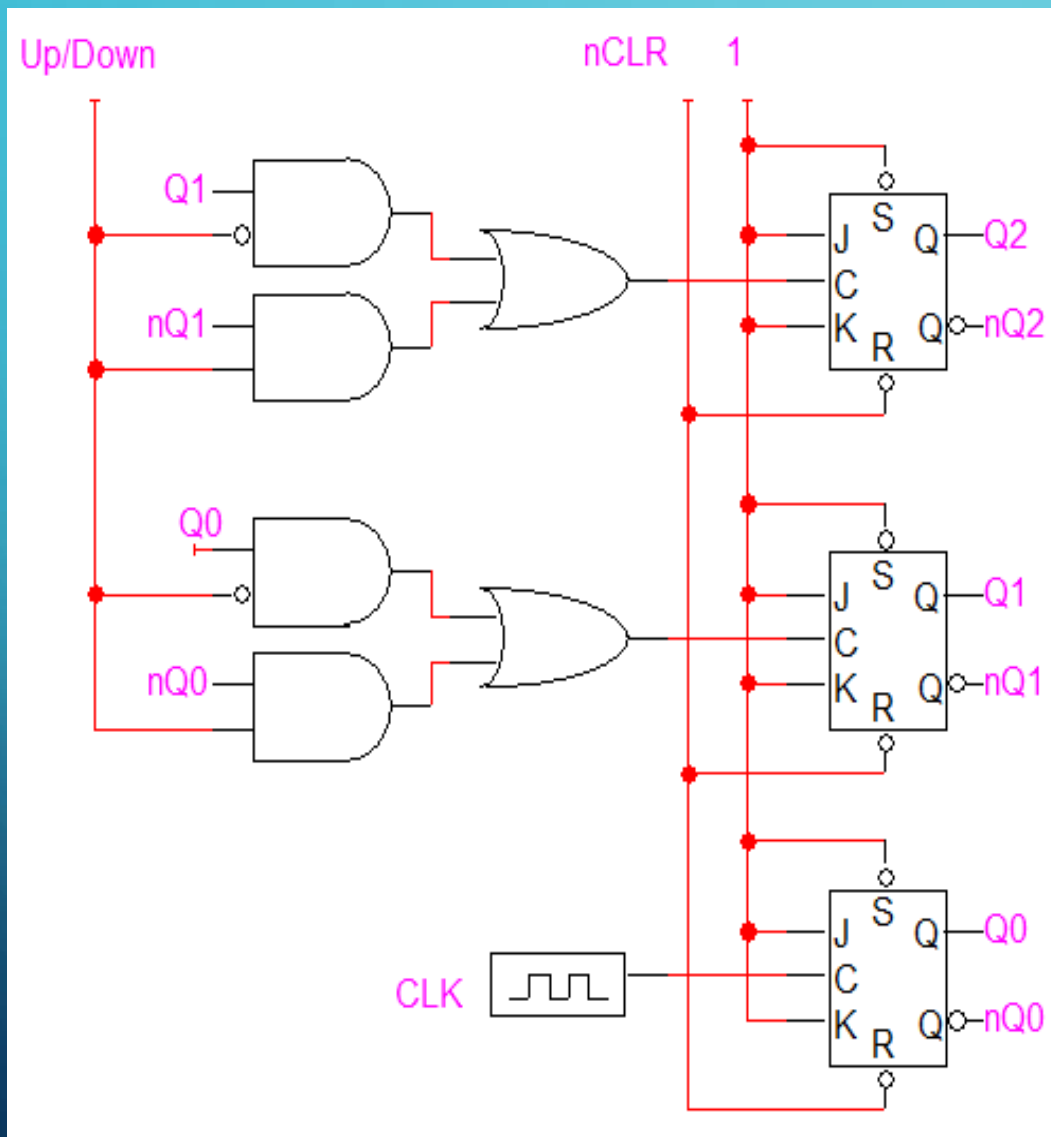 Up/Down
nCLR 1
Q1
S
J Q Q2
C
nQ1
K Q nQ2
R
Q0
S
J Q Q1
C
nQ0
K Q nQ1
R
S
J Q Q0
CLK C
K Q nQ0
R